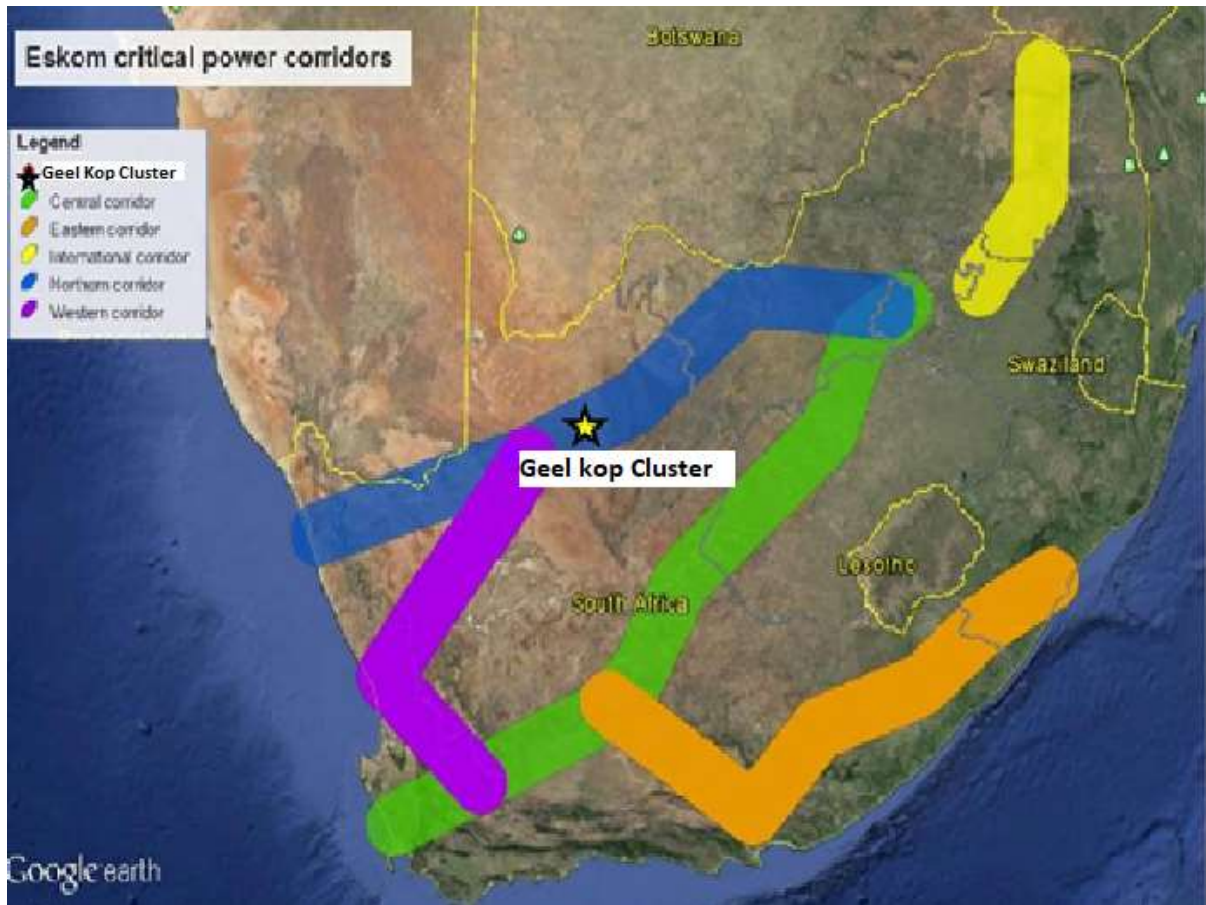 Eskom critical power corridors
Botswana
Legend
Geel Kop Cluster
Central corridor
Eastern corridor
International corridor
Northern corridor
Western corridor
Swaziland
Geel kop Cluster
Lesotho
South Africa
Google earth